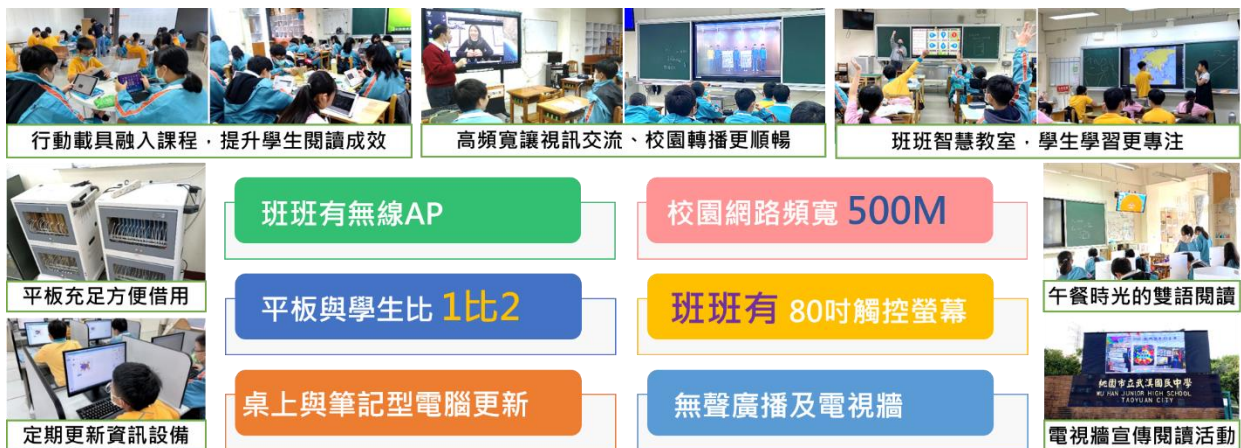 行動載具融入課程，提升學生閱讀成效
高頻寬讓視訊交流、校園轉播更順暢
班班智慧教室，學生學習更專注
班班有無線AP
校園網路頻寬 500M
平板充足方便借用
平板與學生比 1比2
班班有 80吋觸控螢幕
午餐時光的雙語閱讀
桌上與筆記型電腦更新
無聲廣播及電視牆
桃園市立武漢國民中學
WU HAN JUNIOR HIGH SCHOOL
TAOYUAN CITY
定期更新資訊設備
電視牆宣傳閱讀活動